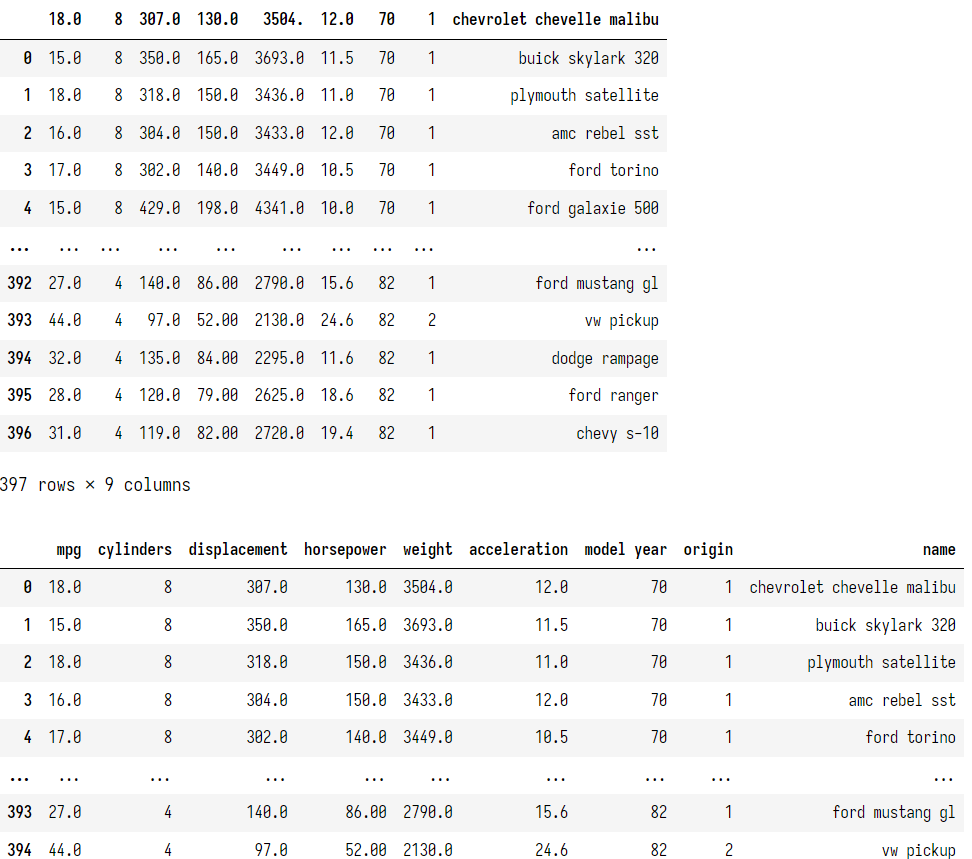 18.0 8 307.0 130.0 3504. 12.0 70 1 chevrolet chevelle malibu
0 15.0 8 350.0 165.0 3693.0 11.5 70 1 buick skylark 320
1 18.0 8 318.0 150.0 3436.0 11.0 70 1 plymouth satellite
2 16.0 8 304.0 150.0 3433.0 12.0 70 1 amc rebel sst
3 17.0 8 302.0 140.0 3449.0 10.5 70 1 ford torino
4 15.0 8 429.0 198.0 4341.0 10.0 70 1 ford galaxie 500
... ... ... ... ... ... ... ... ... ...
392 27.0 4 140.0 86.00 2790.0 15.6 82 1 ford mustang gl
393 44.0 4 97.0 52.00 2130.0 24.6 82 2 vw pickup
394 32.0 4 135.0 84.00 2295.0 11.6 82 1 dodge rampage
395 28.0 4 120.0 79.00 2625.0 18.6 82 1 ford ranger
396 31.0 4 119.0 82.00 2720.0 19.4 82 1 chevy s-10
397 rows × 9 columns
mpg cylinders displacement horsepower weight acceleration model year origin name
0 18.0 8 307.0 130.0 3504.0 12.0 70 1 chevrolet chevelle malibu
1 15.0 8 350.0 165.0 3693.0 11.5 70 1 buick skylark 320
2 18.0 8 318.0 150.0 3436.0 11.0 70 1 plymouth satellite
3 16.0 8 304.0 150.0 3433.0 12.0 70 1 amc rebel sst
4 17.0 8 302.0 140.0 3449.0 10.5 70 1 ford torino
... ... ... ... ... ... ... ... ... ...
393 27.0 4 140.0 86.00 2790.0 15.6 82 1 ford mustang gl
394 44.0 4 97.0 52.00 2130.0 24.6 82 2 vw pickup